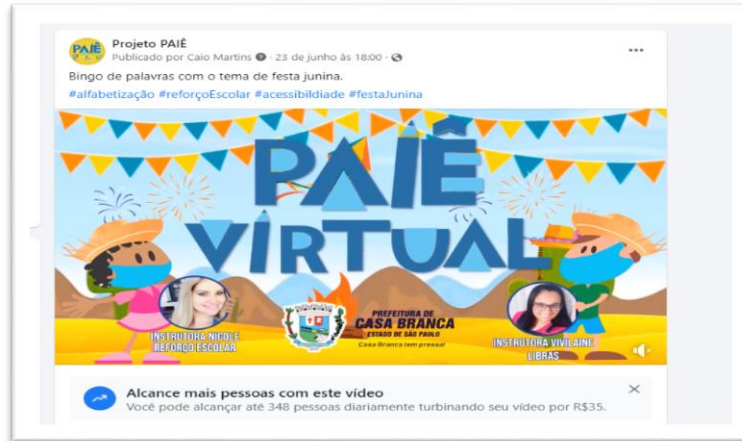 PAIÊ
Projeto PAIÊ
Publicado por Caio Martins · 23 de junho às 18:00 ·
Bingo de palavras com o tema de festa junina.
#alfabetização #reforçoEscolar #acessibildiade #festaJunina
PAIÊ
VIRTUAL
INSTRUTORA NICOLE
REFORÇO ESCOLAR
PREFEITURA DE
CASA BRANCA
ESTADO DE SÃO PAULO
Casa Branca tem pressa!
INSTRUTORA VIVILAINE
LIBRAS
Alcance mais pessoas com este vídeo
Você pode alcançar até 348 pessoas diariamente turbinando seu vídeo por R$35.